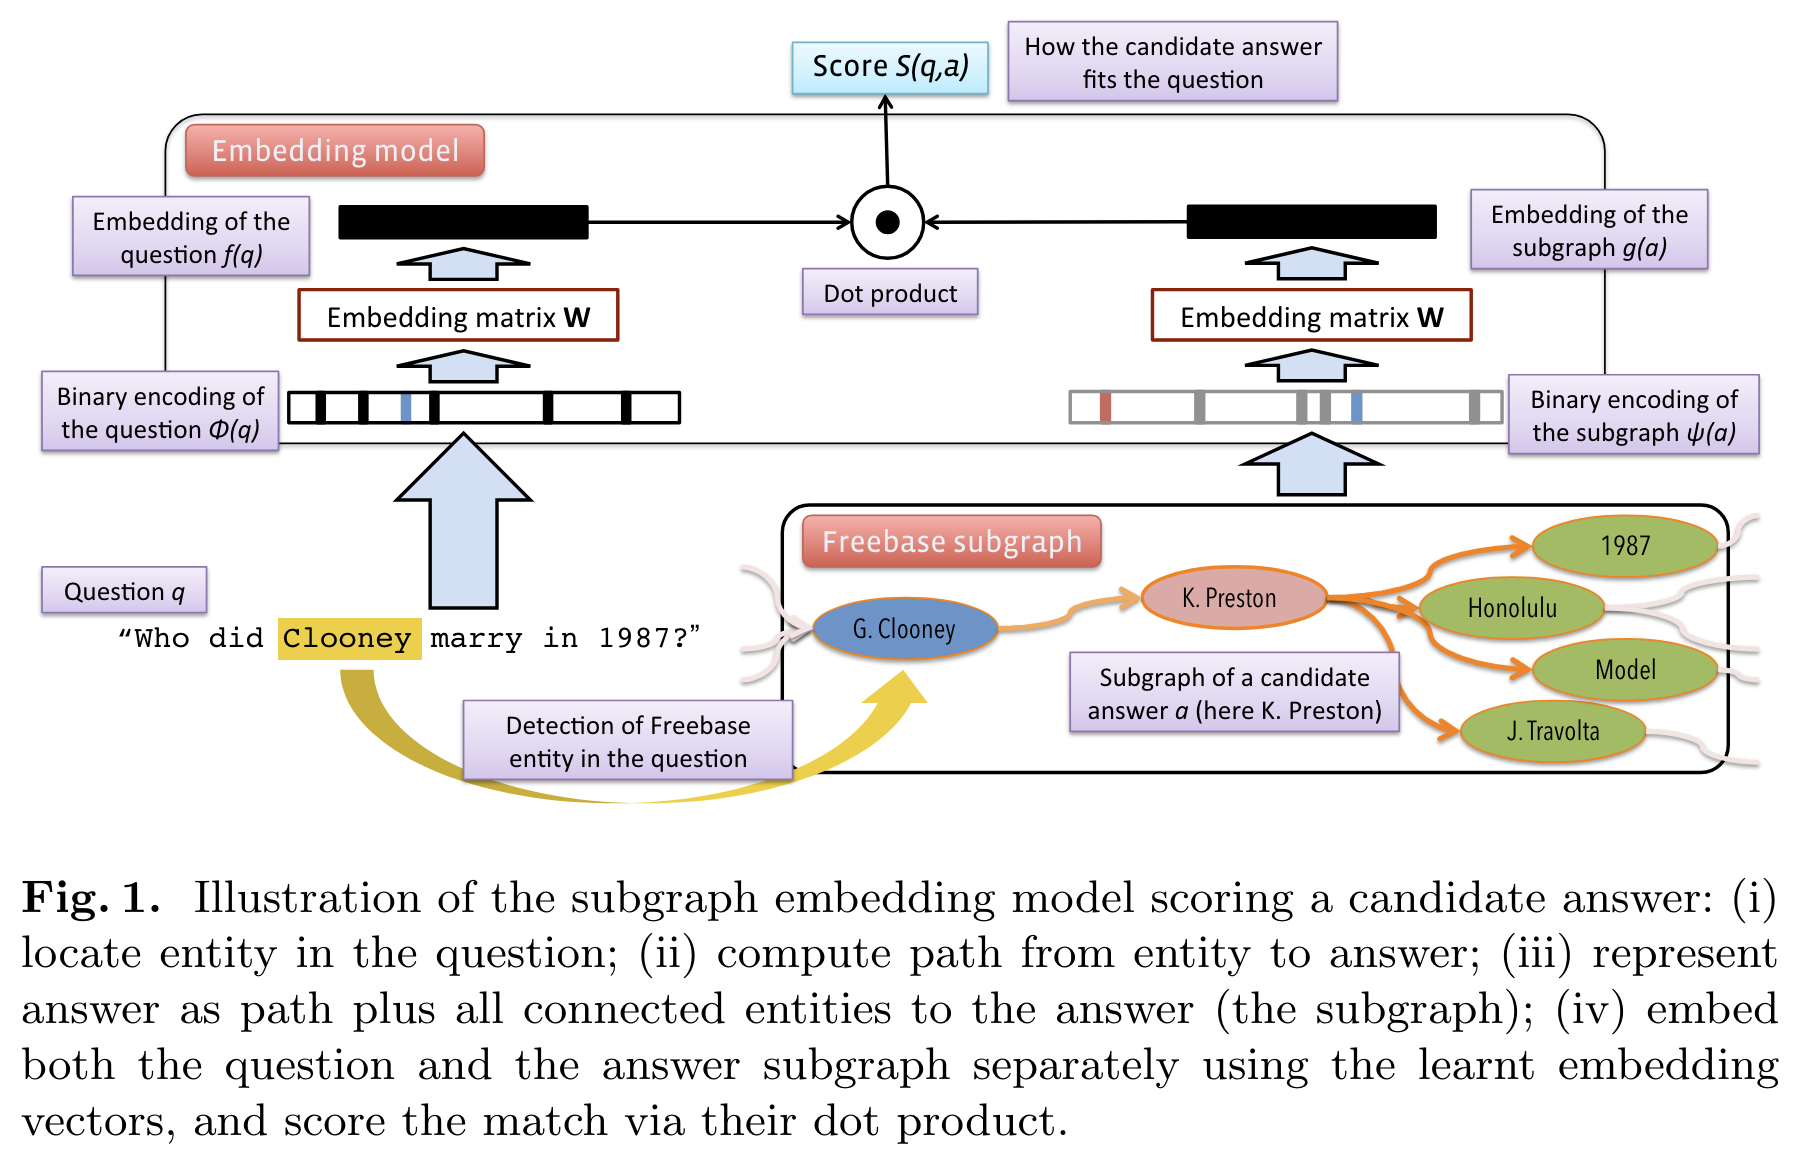 Score S(q,a)
How the candidate answer
fits the question
Embedding model
Embedding of the
question f(q)
Embedding of the
subgraph g(a)
Dot product
Embedding matrix W
Embedding matrix W
Binary encoding of
the question Φ(q)
Binary encoding of
the subgraph ψ(a)
Freebase subgraph
Question q
“Who did Clooney marry in 1987?”
G. Clooney
K. Preston
1987
Honolulu
Model
J. Travolta
Subgraph of a candidate
answer a (here K. Preston)
Detection of Freebase
entity in the question
Fig. 1. Illustration of the subgraph embedding model scoring a candidate answer: (i)
locate entity in the question; (ii) compute path from entity to answer; (iii) represent
answer as path plus all connected entities to the answer (the subgraph); (iv) embed
both the question and the answer subgraph separately using the learnt embedding
vectors, and score the match via their dot product.